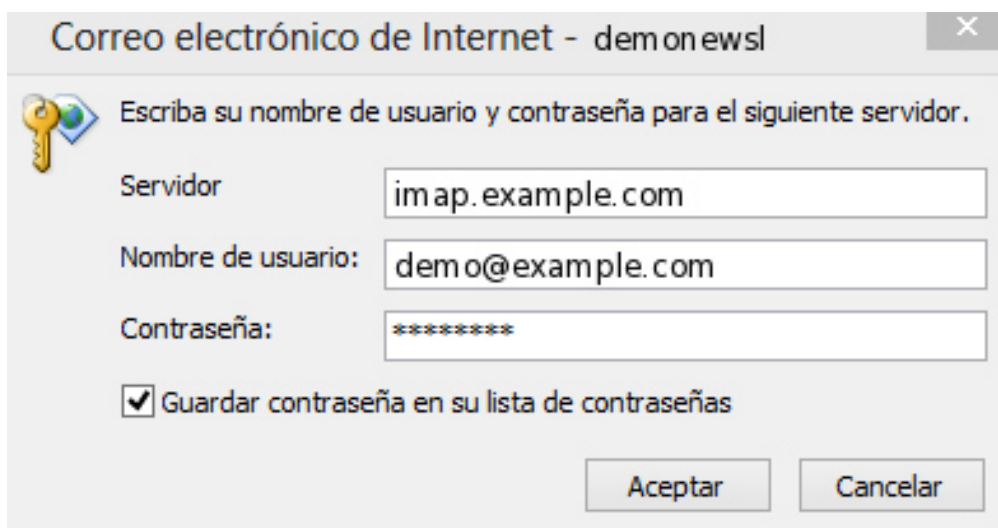 Correo electrónico de Internet - demonewsl
Escriba su nombre de usuario y contraseña para el siguiente servidor.
Servidor imap.example.com
Nombre de usuario: demo@example.com
Contraseña: ********
Guardar contraseña en su lista de contraseñas
Aceptar Cancelar